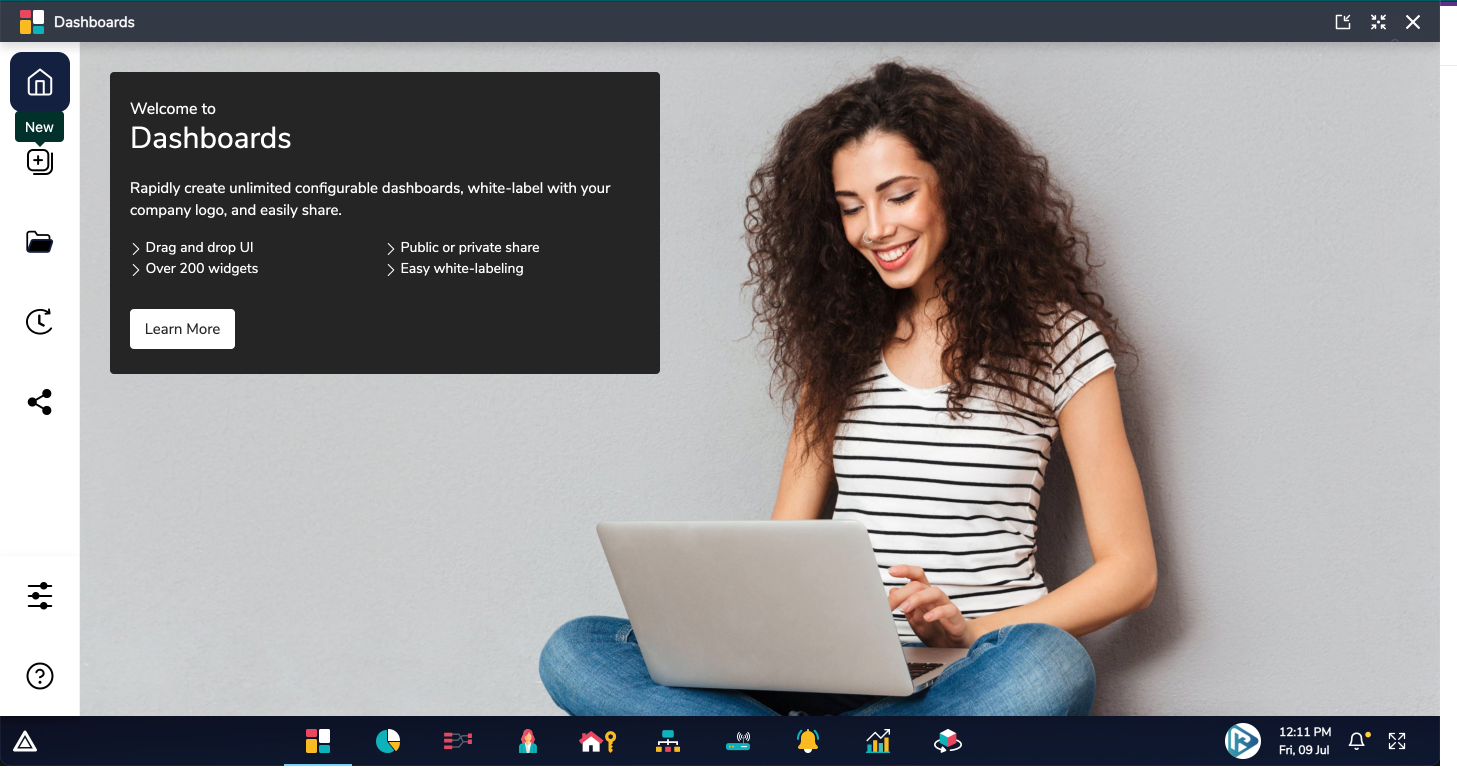 Dashboards
New
Welcome to
Dashboards
Rapidly create unlimited configurable dashboards, white-label with your
company logo, and easily share.
Drag and drop UI
Over 200 widgets
Public or private share
Easy white-labeling
Learn More
12:11 PM
Fri, 09 Jul